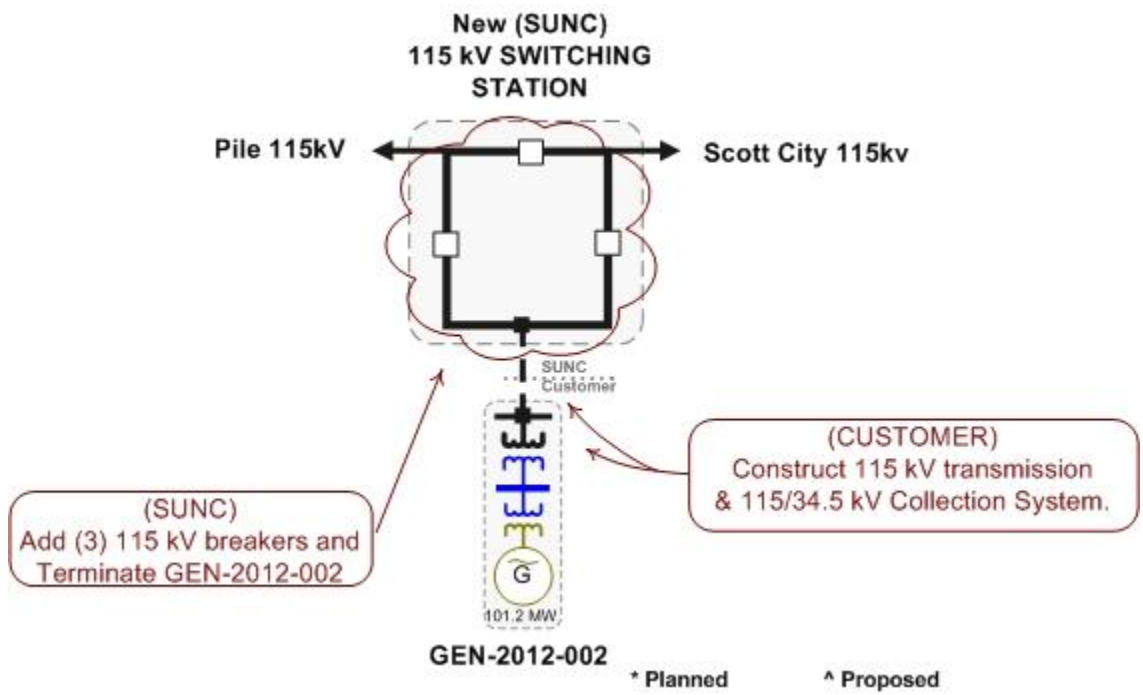 New (SUNC)
115 kV SWITCHING
STATION
Pile 115kV
Scott City 115kv
SUNC
Customer
(CUSTOMER)
Construct 115 kV transmission
& 115/34.5 kV Collection System.
(SUNC)
Add (3) 115 kV breakers and
Terminate GEN-2012-002
G
101.2 MW
GEN-2012-002
* Planned
^ Proposed